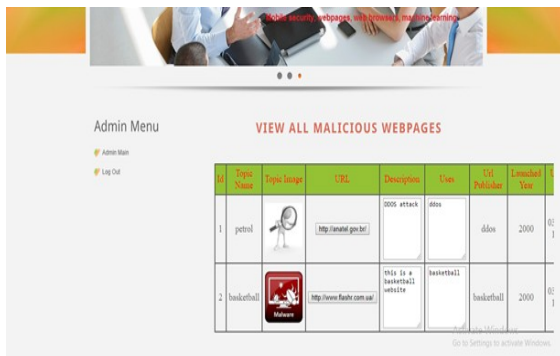 Mobile security, webpages, web browsers, machine learning
Admin Menu
Admin Main
Log Out
VIEW ALL MALICIOUS WEBPAGES
Id Topic Name Topic Image URL Description Uses Url Publisher Launched Year
1 petrol http://anatel.gov.br/ DDOS attack ddos ddos 2000
2 basketball Malware http://www.flashr.com.ua/ this is a basketball website basketball basketball 2000
Activate Windows
Go to Settings to activate Windows.